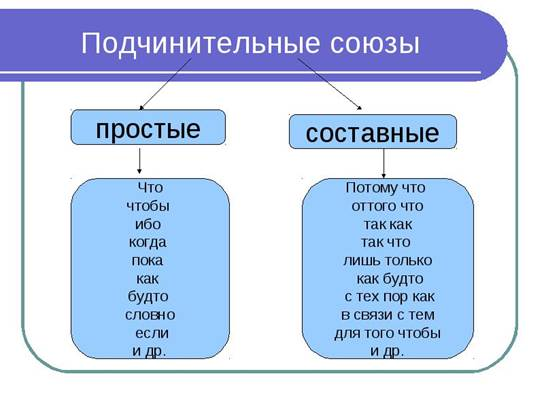 Подчинительные союзы
простые
составные
Что
чтобы
ибо
когда
пока
как
будто
словно
если
и др.
Потому что
оттого что
так как
так что
лишь только
как будто
с тех пор как
в связи с тем
для того чтобы
и др.